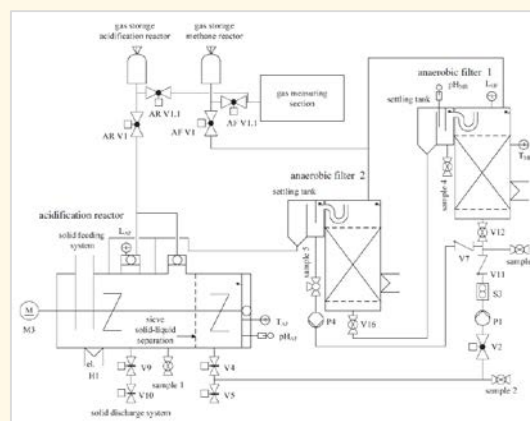 gas storage
acidification reactor
gas storage
methane reactor
AR V1.1
AR V1
AF V1
AF V1.1
gas measuring
section
anaerobic filter 1
settling tank
sample 4
V12
V7
sample
V11
S3
P1
V2
sample 2
anaerobic filter 2
settling tank
sample 5
P4
V16
acidification reactor
solid feeding
system
M
M3
sieve
solid-liquid
separation
el.
H1
V9
V10
V4
V5
solid discharge system